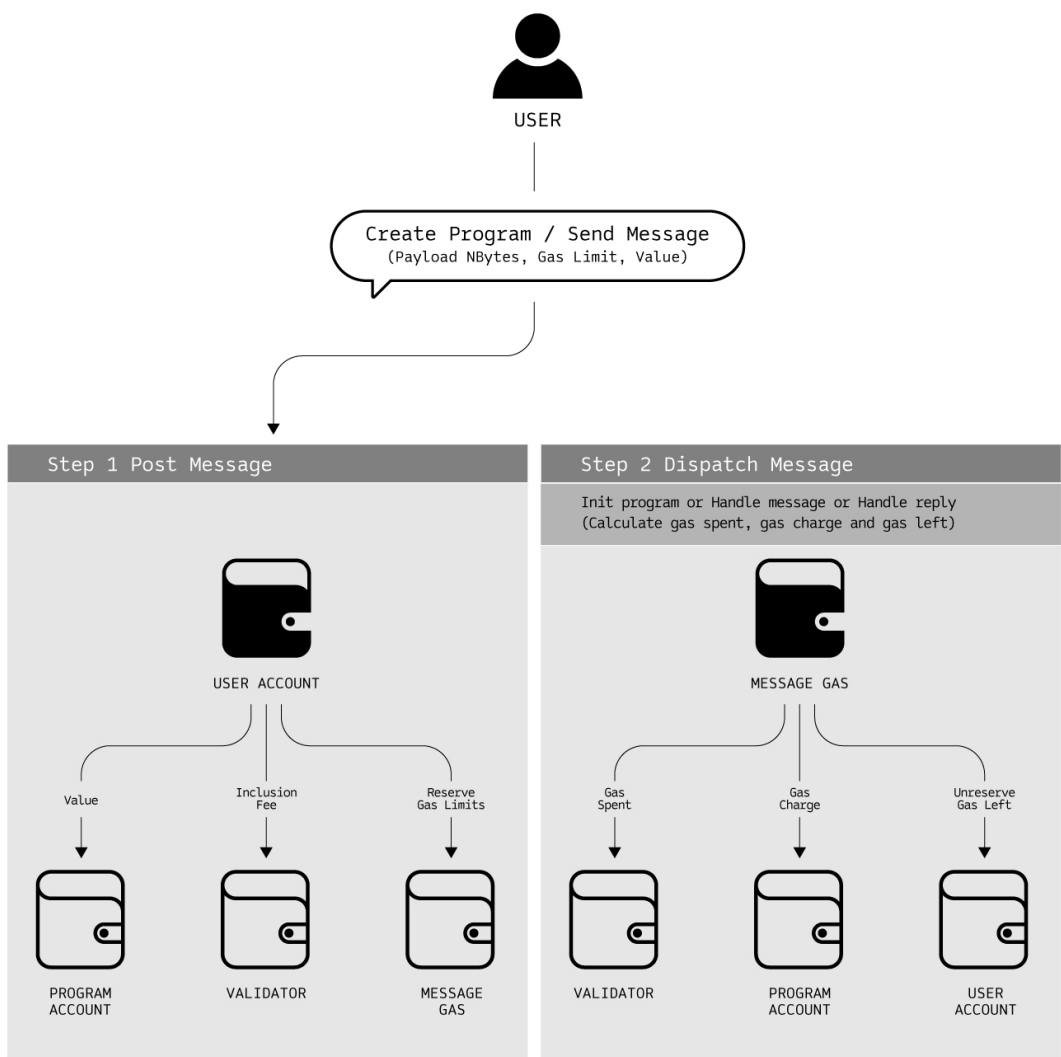 USER
Create Program / Send Message
(Payload NBytes, Gas Limit, Value)
Step 1 Post Message
USER ACCOUNT
Value
Inclusion
Fee
Reserve
Gas Limits
PROGRAM
ACCOUNT
VALIDATOR
MESSAGE
GAS
Step 2 Dispatch Message
Init program or Handle message or Handle reply
(Calculate gas spent, gas charge and gas left)
MESSAGE GAS
Gas
Spent
Gas
Charge
Unreserve
Gas Left
VALIDATOR
PROGRAM
ACCOUNT
USER
ACCOUNT